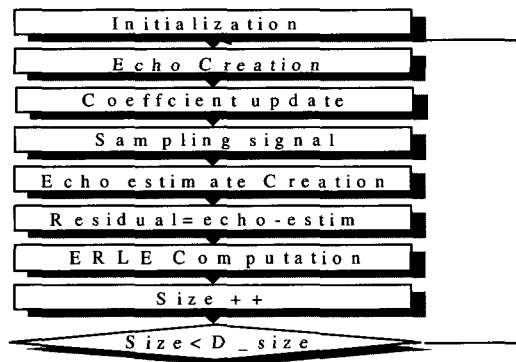 Initialization
Echo Creation
Coeffcient update
Sampling signal
Echo estimate Creation
Residual=echo-estim
ERLE Computation
Size ++
Size<D_size